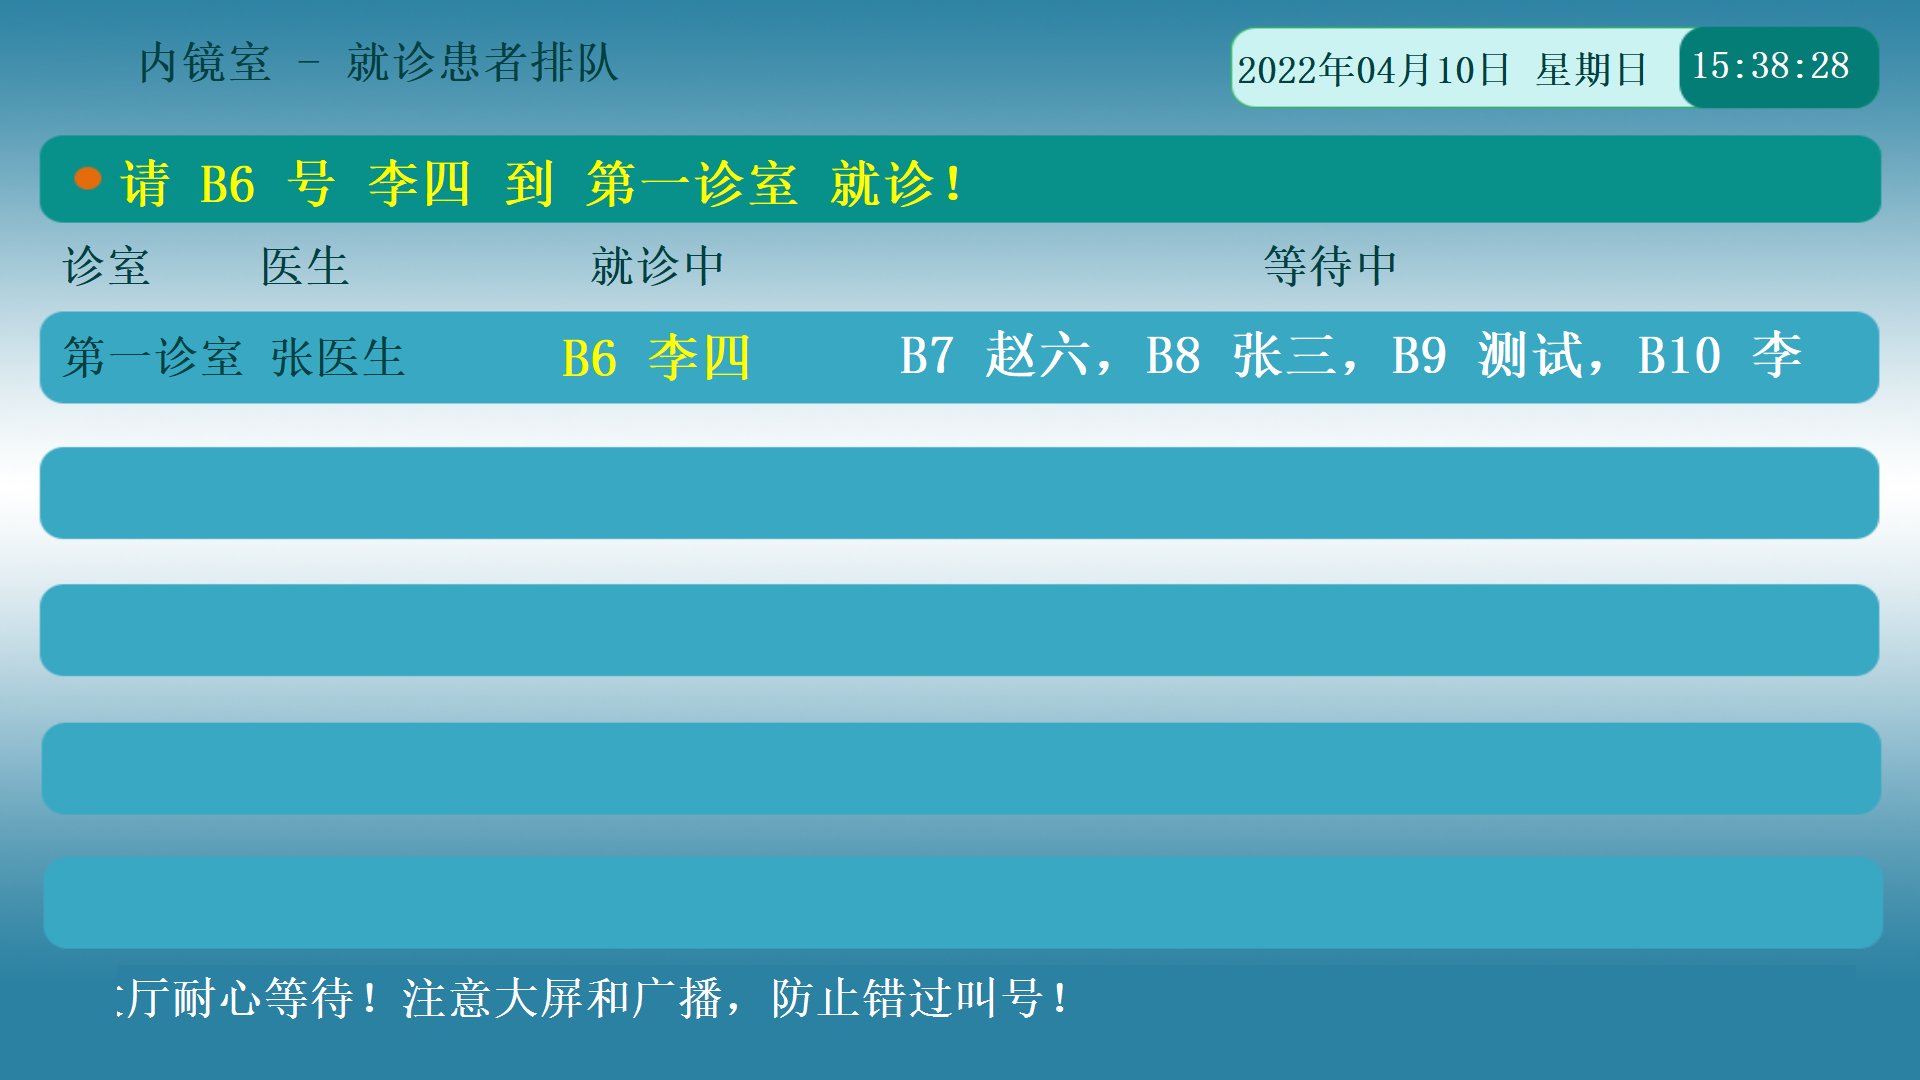 内镜室 - 就诊患者排队
2022年04月10日 星期日 15:38:28
请 B6 号 李四 到 第一诊室 就诊！
诊室 医生 就诊中 等待中
第一诊室 张医生 B6 李四 B7 赵六，B8 张三，B9 测试，B10 李
厅耐心等待！注意大屏和广播，防止错过叫号！